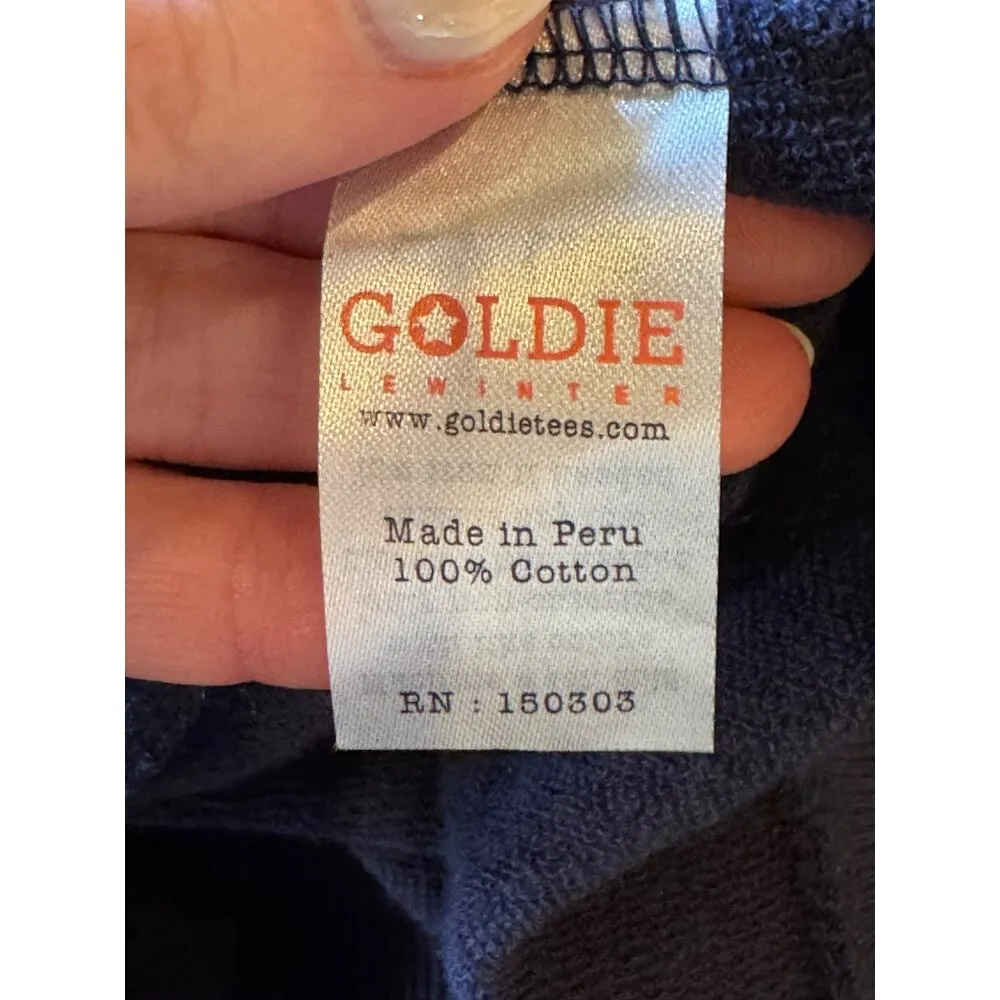 GOLDIE
LEWINTER
www.goldietees.com
Made in Peru
100% Cotton
RN : 150303